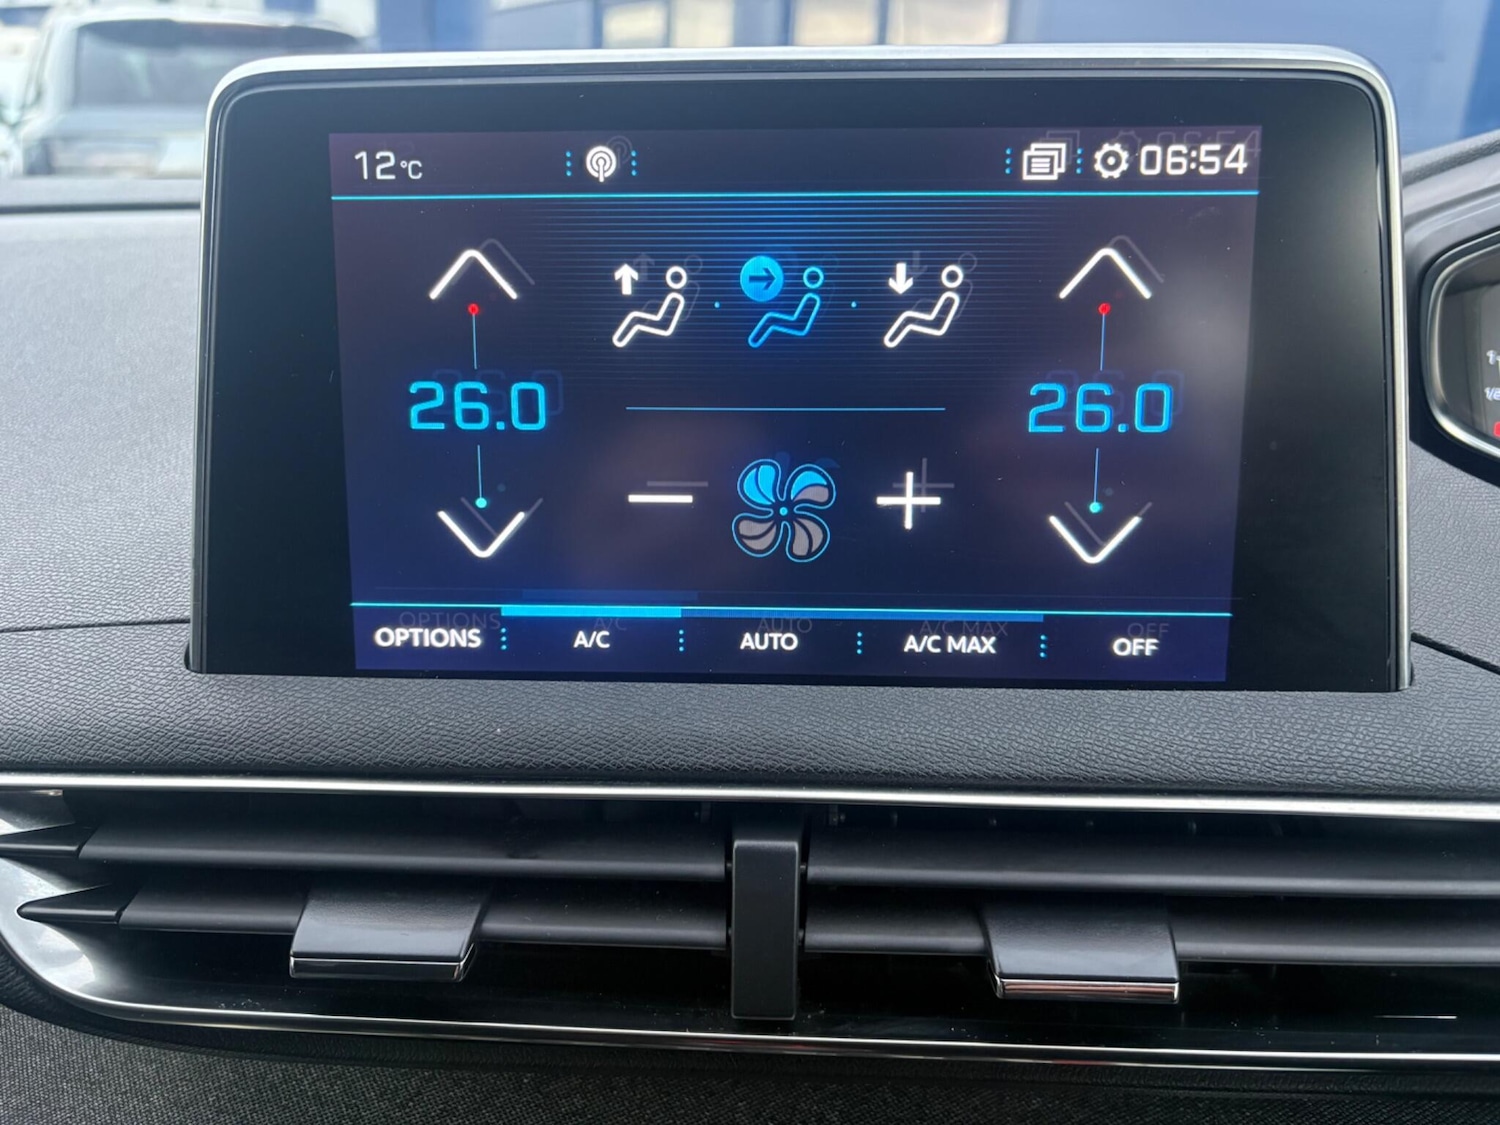 12°C
06:54
26.0
26.0
OPTIONS
A/C
AUTO
A/C MAX
OFF